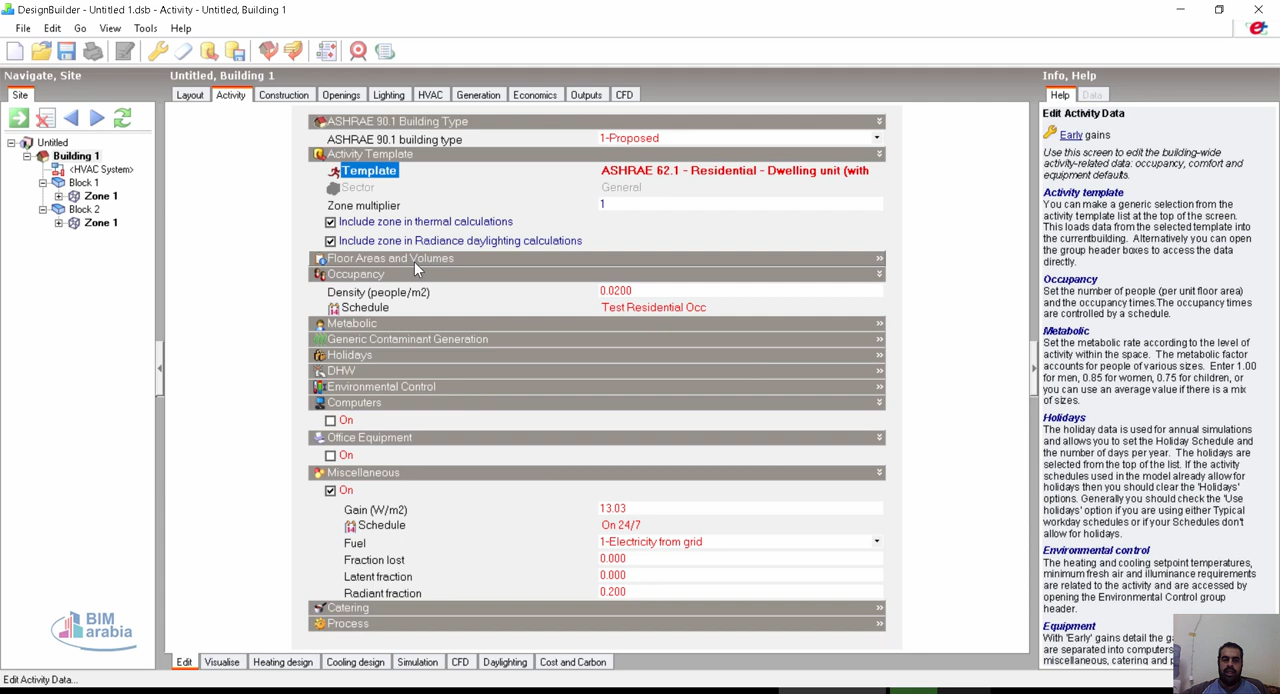 DesignBuilder - Untitled 1.dsb - Activity - Untitled, Building 1
File Edit Go View Tools Help
Navigate, Site
Untitled, Building 1
Info, Help
Site
Layout Activity Construction Openings Lighting HVAC Generation Economics Outputs CFD
Help Data
Untitled
Building 1
<HVAC System>
Block 1
Zone 1
Block 2
Zone 1
ASHRAE 90.1 Building Type
ASHRAE 90.1 building type 1-Proposed
Activity Template
Template ASHRAE 62.1 - Residential - Dwelling unit (with
Sector General
Zone multiplier 1
Include zone in thermal calculations
Include zone in Radiance daylighting calculations
Floor Areas and Volumes
Occupancy
Density (people/m2) 0.0200
Schedule Test Residential Occ
Metabolic
Generic Contaminant Generation
Holidays
DHW
Environmental Control
Computers
On
Office Equipment
On
Miscellaneous
On
Gain (W/m2) 13.03
Schedule On 24/7
Fuel 1-Electricity from grid
Fraction lost 0.000
Latent fraction 0.000
Radiant fraction 0.200
Catering
Process
Edit Activity Data
Early gains
Use this screen to edit the building-wide
activity-related data: occupancy, comfort and
equipment defaults.
Activity template
You can make a generic selection from the
activity template list at the top of the screen.
This loads data from the selected template into
the currentbuilding. Alternatively you can open
the group header boxes to access the data
directly.
Occupancy
Set the number of people (per unit floor area)
and the occupancy times.The occupancy times
are controlled by a schedule.
Metabolic
Set the metabolic rate according to the level of
activity within the space. The metabolic factor
accounts for people of various sizes. Enter 1.00
for men, 0.85 for women, 0.75 for children, or
you can use an average value if there is a mix
of sizes.
Holidays
The holiday data is used for annual simulations
and allows you to set the Holiday Schedule and
the number of days per year. The holidays are
selected from the top of the list. If the activity
schedules used in the model already allow for
holidays then you should clear the 'Holidays'
options. Generally you should check the 'Use
holidays' option if you are using either Typical
workday schedules or if your Schedules don't
allow for holidays.
Environmental control
The heating and cooling setpoint temperatures,
minimum fresh air and illuminance requirements
are related to the activity and are accessed by
opening the Environmental Control group
header.
Equipment
With 'Early' gains detail the
are separated into computers
miscellaneous, catering and
BIM
arabia
Edit Visualise Heating design Cooling design Simulation CFD Daylighting Cost and Carbon
Edit Activity Data...